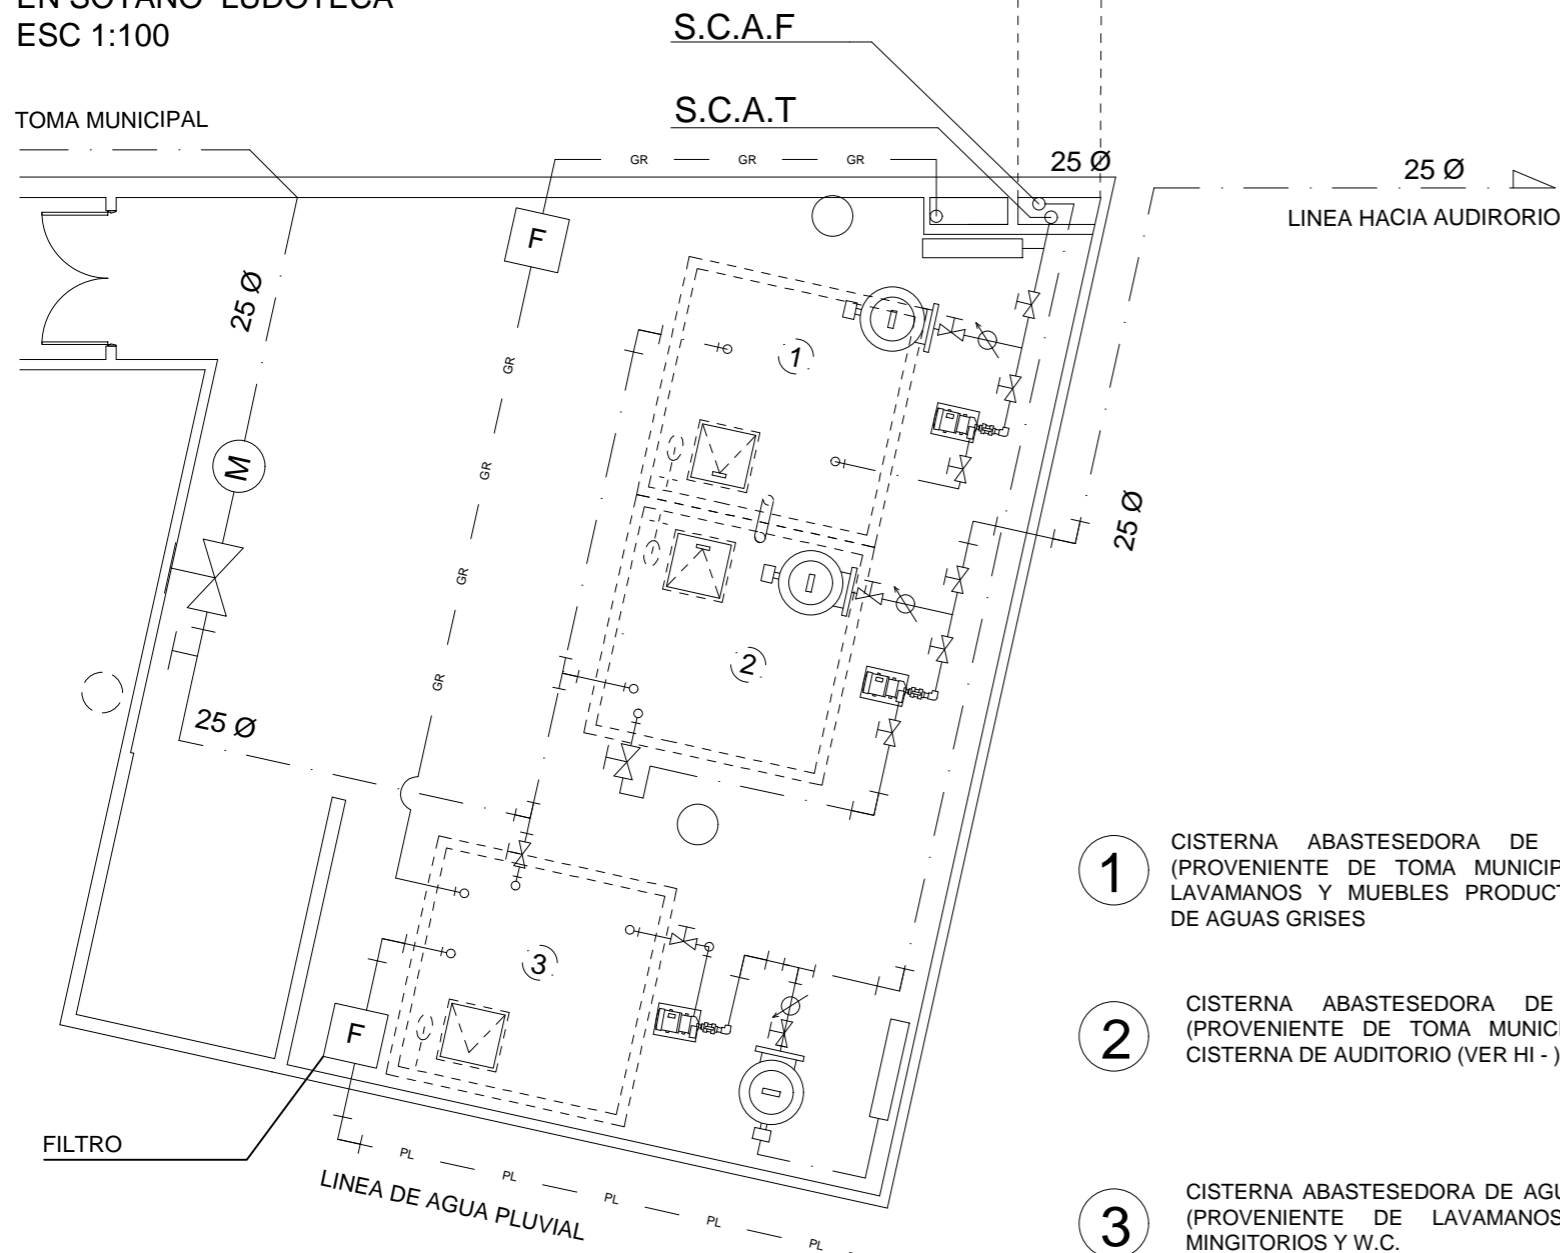 EN SOTANO LUDOTECA
ESC 1:100
S.C.A.F
S.C.A.T
TOMA MUNICIPAL
GR GR GR
25 Ø
25 Ø
LINEA HACIA AUDIRORIO
F
25 Ø
1
GR
GR
M
25 Ø
GR
2
GR
25 Ø
3
F
FILTRO
PL PL PL PL PL
LINEA DE AGUA PLUVIAL
1
CISTERNA ABASTESEDORA DE
(PROVENIENTE DE TOMA MUNICIP
LAVAMANOS Y MUEBLES PRODUCT
DE AGUAS GRISES
2
CISTERNA ABASTESEDORA DE
(PROVENIENTE DE TOMA MUNICI
CISTERNA DE AUDITORIO (VER HI - )
3
CISTERNA ABASTESEDORA DE AGU
(PROVENIENTE DE LAVAMANOS
MINGITORIOS Y W.C.